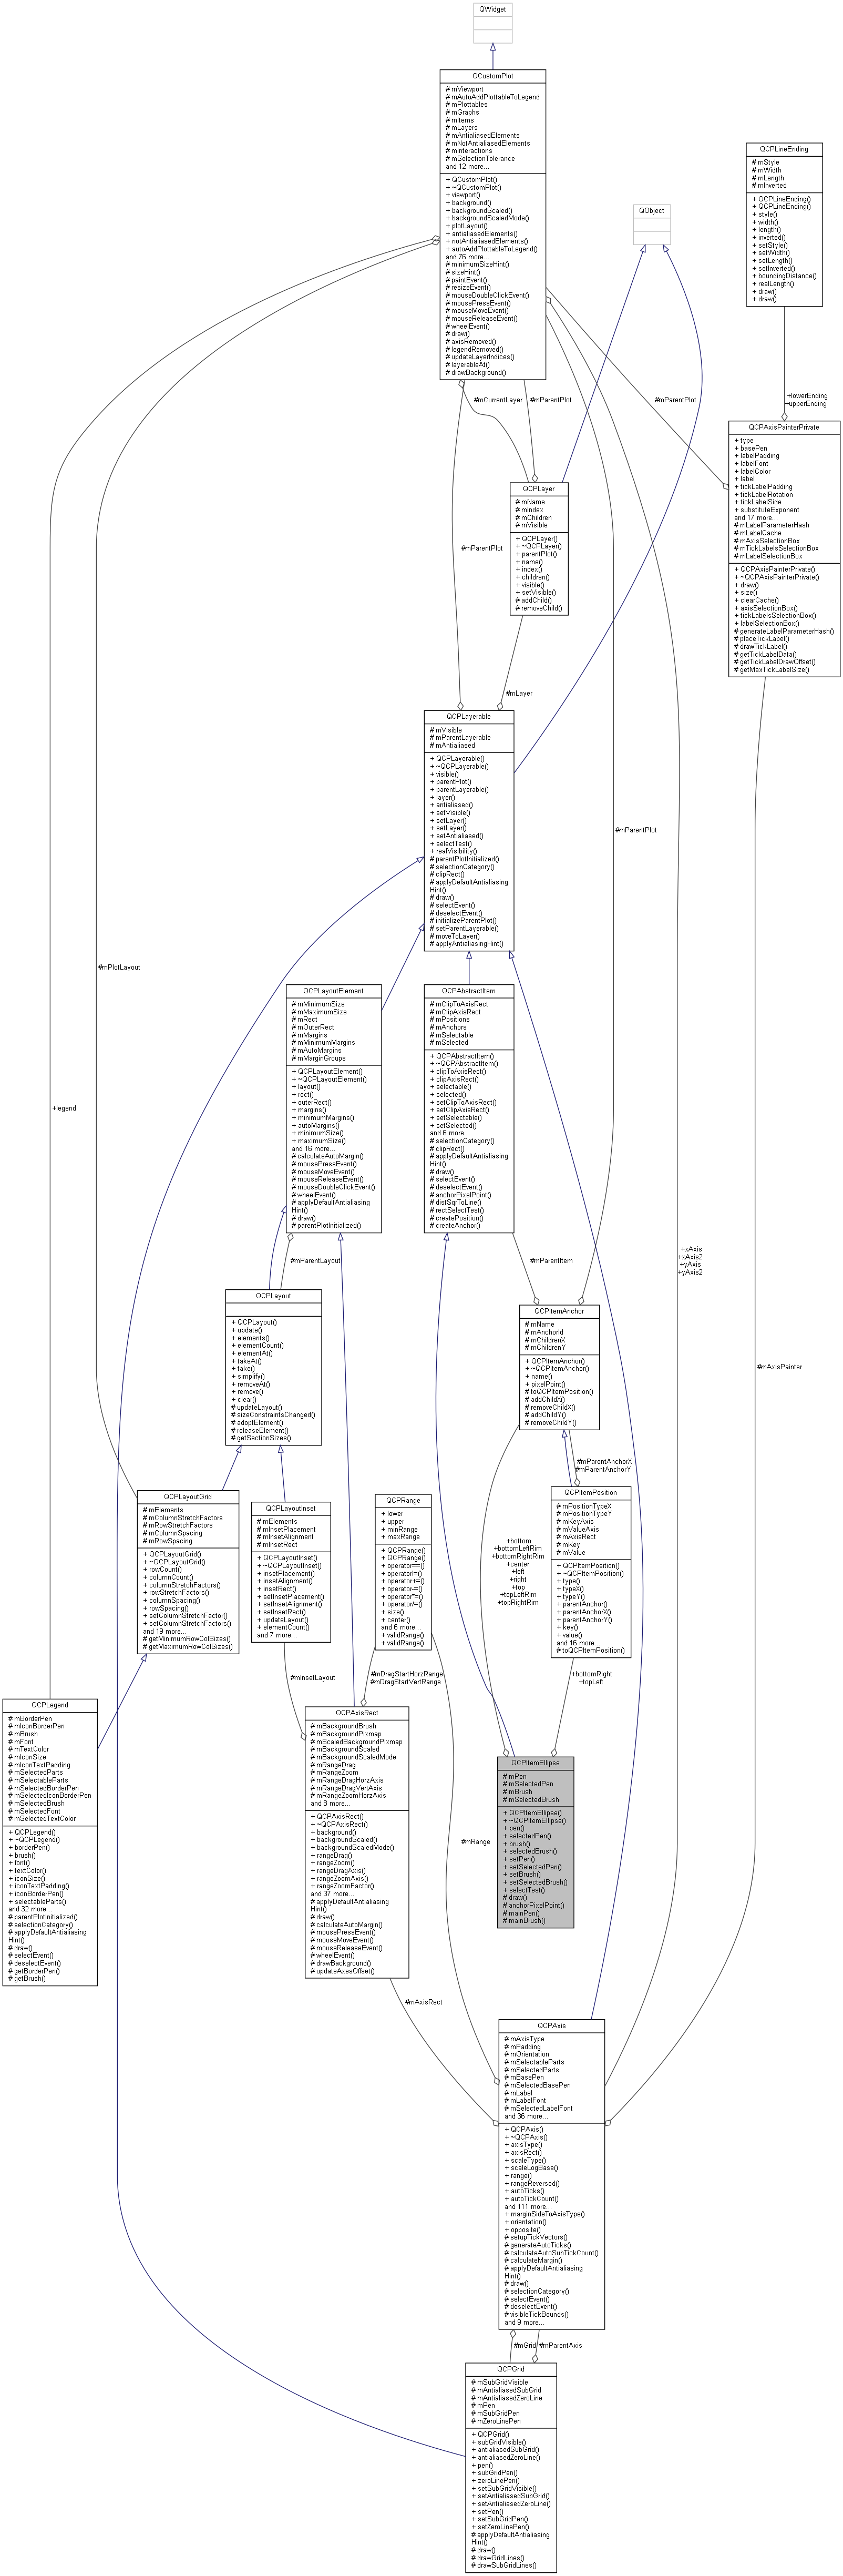 QWidget
QCustomPlot
# mViewport
# mAutoAddPlottableToLegend
# mPlottables
# mGraphs
# mItems
# mLayers
# mAntialiasedElements
# mNotAntialiasedElements
# mInteractions
# mSelectionTolerance
and 12 more...
+ QCustomPlot()
+ ~QCustomPlot()
+ viewport()
+ background()
+ backgroundScaled()
+ backgroundScaledMode()
+ plotLayout()
+ antialiasedElements()
+ notAntialiasedElements()
+ autoAddPlottableToLegend()
and 76 more...
# minimumSizeHint()
# sizeHint()
# paintEvent()
# resizeEvent()
# mouseDoubleClickEvent()
# mousePressEvent()
# mouseMoveEvent()
# mouseReleaseEvent()
# wheelEvent()
# draw()
# axisRemoved()
# legendRemoved()
# updateLayerIndices()
# layerableAt()
# drawBackground()
QCPLineEnding
# mStyle
# mWidth
# mLength
# mInverted
+ QCPLineEnding()
+ QCPLineEnding()
+ style()
+ width()
+ length()
+ inverted()
+ setStyle()
+ setWidth()
+ setLength()
+ setInverted()
+ boundingDistance()
+ realLength()
+ draw()
+ draw()
QObject
#mCurrentLayer
#mParentPlot
#mParentPlot
+lowerEnding
+upperEnding
QCPAxisPainterPrivate
+ type
+ basePen
+ labelPadding
+ labelFont
+ labelColor
+ label
+ tickLabelPadding
+ tickLabelRotation
+ tickLabelSide
+ substituteExponent
and 17 more...
# mLabelParameterHash
# mLabelCache
# mAxisSelectionBox
# mTickLabelsSelectionBox
# mLabelSelectionBox
+ QCPAxisPainterPrivate()
+ ~QCPAxisPainterPrivate()
+ draw()
+ size()
+ clearCache()
+ axisSelectionBox()
+ tickLabelsSelectionBox()
+ labelSelectionBox()
# generateLabelParameterHash()
# placeTickLabel()
# drawTickLabel()
# getTickLabelData()
# getTickLabelDrawOffset()
# getMaxTickLabelSize()
QCPLayer
# mName
# mIndex
# mChildren
# mVisible
+ QCPLayer()
+ ~QCPLayer()
+ parentPlot()
+ name()
+ index()
+ children()
+ visible()
+ setVisible()
# addChild()
# removeChild()
#mParentPlot
#mLayer
QCPLayerable
# mVisible
# mParentLayerable
# mAntialiased
+ QCPLayerable()
+ ~QCPLayerable()
+ visible()
+ parentPlot()
+ parentLayerable()
+ layer()
+ antialiased()
+ setVisible()
+ setLayer()
+ setLayer()
+ setAntialiased()
+ selectTest()
+ realVisibility()
# parentPlotInitialized()
# selectionCategory()
# clipRect()
# applyDefaultAntialiasing
Hint()
# draw()
# selectEvent()
# deselectEvent()
# initializeParentPlot()
# setParentLayerable()
# moveToLayer()
# applyAntialiasingHint()
#mParentPlot
#mPlotLayout
QCPLayoutElement
# mMinimumSize
# mMaximumSize
# mRect
# mOuterRect
# mMargins
# mMinimumMargins
# mAutoMargins
# mMarginGroups
+ QCPLayoutElement()
+ ~QCPLayoutElement()
+ layout()
+ rect()
+ outerRect()
+ margins()
+ minimumMargins()
+ autoMargins()
+ minimumSize()
+ maximumSize()
and 16 more...
# calculateAutoMargin()
# mousePressEvent()
# mouseMoveEvent()
# mouseReleaseEvent()
# mouseDoubleClickEvent()
# wheelEvent()
# applyDefaultAntialiasing
Hint()
# draw()
# parentPlotInitialized()
QCPAbstractItem
# mClipToAxisRect
# mClipAxisRect
# mPositions
# mAnchors
# mSelectable
# mSelected
+ QCPAbstractItem()
+ ~QCPAbstractItem()
+ clipToAxisRect()
+ clipAxisRect()
+ selectable()
+ selected()
+ setClipToAxisRect()
+ setClipAxisRect()
+ setSelectable()
+ setSelected()
and 6 more...
# selectionCategory()
# clipRect()
# applyDefaultAntialiasing
Hint()
# draw()
# selectEvent()
# deselectEvent()
# anchorPixelPoint()
# distSqrToLine()
# rectSelectTest()
# createPosition()
# createAnchor()
+legend
#mParentLayout
#mParentItem
+xAxis
+xAxis2
+yAxis
+yAxis2
#mAxisPainter
QCPLayout
+ QCPLayout()
+ update()
+ elements()
+ elementCount()
+ elementAt()
+ takeAt()
+ take()
+ simplify()
+ removeAt()
+ remove()
+ clear()
# updateLayout()
# sizeConstraintsChanged()
# adoptElement()
# releaseElement()
# getSectionSizes()
QCPItemAnchor
# mName
# mAnchorId
# mChildrenX
# mChildrenY
+ QCPItemAnchor()
+ ~QCPItemAnchor()
+ name()
+ pixelPoint()
# toQCPItemPosition()
# addChildX()
# removeChildX()
# addChildY()
# removeChildY()
#mParentAnchorX
#mParentAnchorY
QCPLayoutGrid
# mElements
# mColumnStretchFactors
# mRowStretchFactors
# mColumnSpacing
# mRowSpacing
+ QCPLayoutGrid()
+ ~QCPLayoutGrid()
+ rowCount()
+ columnCount()
+ columnStretchFactors()
+ rowStretchFactors()
+ columnSpacing()
+ rowSpacing()
+ setColumnStretchFactor()
+ setColumnStretchFactors()
and 19 more...
# getMinimumRowColSizes()
# getMaximumRowColSizes()
QCPLayoutInset
# mElements
# mInsetPlacement
# mInsetAlignment
# mInsetRect
+ QCPLayoutInset()
+ ~QCPLayoutInset()
+ insetPlacement()
+ insetAlignment()
+ insetRect()
+ setInsetPlacement()
+ setInsetAlignment()
+ setInsetRect()
+ updateLayout()
+ elementCount()
and 7 more...
QCPRange
+ lower
+ upper
+ minRange
+ maxRange
+ QCPRange()
+ QCPRange()
+ operator==()
+ operator!=()
+ operator+=()
+ operator-=()
+ operator*=()
+ operator/=()
+ size()
+ center()
and 6 more...
+ validRange()
+ validRange()
+bottom
+bottomLeftRim
+bottomRightRim
+center
+left
+right
+top
+topLeftRim
+topRightRim
QCPItemPosition
# mPositionTypeX
# mPositionTypeY
# mKeyAxis
# mValueAxis
# mAxisRect
# mKey
# mValue
+ QCPItemPosition()
+ ~QCPItemPosition()
+ type()
+ typeX()
+ typeY()
+ parentAnchor()
+ parentAnchorX()
+ parentAnchorY()
+ key()
+ value()
and 16 more...
# toQCPItemPosition()
#mInsetLayout
#mDragStartHorzRange
#mDragStartVertRange
+bottomRight
+topLeft
QCPLegend
# mBorderPen
# mIconBorderPen
# mBrush
# mFont
# mTextColor
# mIconSize
# mIconTextPadding
# mSelectedParts
# mSelectableParts
# mSelectedBorderPen
# mSelectedIconBorderPen
# mSelectedBrush
# mSelectedFont
# mSelectedTextColor
+ QCPLegend()
+ ~QCPLegend()
+ borderPen()
+ brush()
+ font()
+ textColor()
+ iconSize()
+ iconTextPadding()
+ iconBorderPen()
+ selectableParts()
and 32 more...
# parentPlotInitialized()
# selectionCategory()
# applyDefaultAntialiasing
Hint()
# draw()
# selectEvent()
# deselectEvent()
# getBorderPen()
# getBrush()
QCPAxisRect
# mBackgroundBrush
# mBackgroundPixmap
# mScaledBackgroundPixmap
# mBackgroundScaled
# mBackgroundScaledMode
# mRangeDrag
# mRangeZoom
# mRangeDragHorzAxis
# mRangeDragVertAxis
# mRangeZoomHorzAxis
and 8 more...
+ QCPAxisRect()
+ ~QCPAxisRect()
+ background()
+ backgroundScaled()
+ backgroundScaledMode()
+ rangeDrag()
+ rangeZoom()
+ rangeDragAxis()
+ rangeZoomAxis()
+ rangeZoomFactor()
and 37 more...
# applyDefaultAntialiasing
Hint()
# draw()
# calculateAutoMargin()
# mousePressEvent()
# mouseMoveEvent()
# mouseReleaseEvent()
# wheelEvent()
# drawBackground()
# updateAxesOffset()
#mRange
QCPItemEllipse
# mPen
# mSelectedPen
# mBrush
# mSelectedBrush
+ QCPItemEllipse()
+ ~QCPItemEllipse()
+ pen()
+ selectedPen()
+ brush()
+ selectedBrush()
+ setPen()
+ setSelectedPen()
+ setBrush()
+ setSelectedBrush()
+ selectTest()
# draw()
# anchorPixelPoint()
# mainPen()
# mainBrush()
#mAxisRect
QCPAxis
# mAxisType
# mPadding
# mOrientation
# mSelectableParts
# mSelectedParts
# mBasePen
# mSelectedBasePen
# mLabel
# mLabelFont
# mSelectedLabelFont
and 36 more...
+ QCPAxis()
+ ~QCPAxis()
+ axisType()
+ axisRect()
+ scaleType()
+ scaleLogBase()
+ range()
+ rangeReversed()
+ autoTicks()
+ autoTickCount()
and 111 more...
+ marginSideToAxisType()
+ orientation()
+ opposite()
# setupTickVectors()
# generateAutoTicks()
# calculateAutoSubTickCount()
# calculateMargin()
# applyDefaultAntialiasing
Hint()
# draw()
# selectionCategory()
# selectEvent()
# deselectEvent()
# visibleTickBounds()
and 9 more...
#mGrid
#mParentAxis
QCPGrid
# mSubGridVisible
# mAntialiasedSubGrid
# mAntialiasedZeroLine
# mPen
# mSubGridPen
# mZeroLinePen
+ QCPGrid()
+ subGridVisible()
+ antialiasedSubGrid()
+ antialiasedZeroLine()
+ pen()
+ subGridPen()
+ zeroLinePen()
+ setSubGridVisible()
+ setAntialiasedSubGrid()
+ setAntialiasedZeroLine()
+ setPen()
+ setSubGridPen()
+ setZeroLinePen()
# applyDefaultAntialiasing
Hint()
# draw()
# drawGridLines()
# drawSubGridLines()